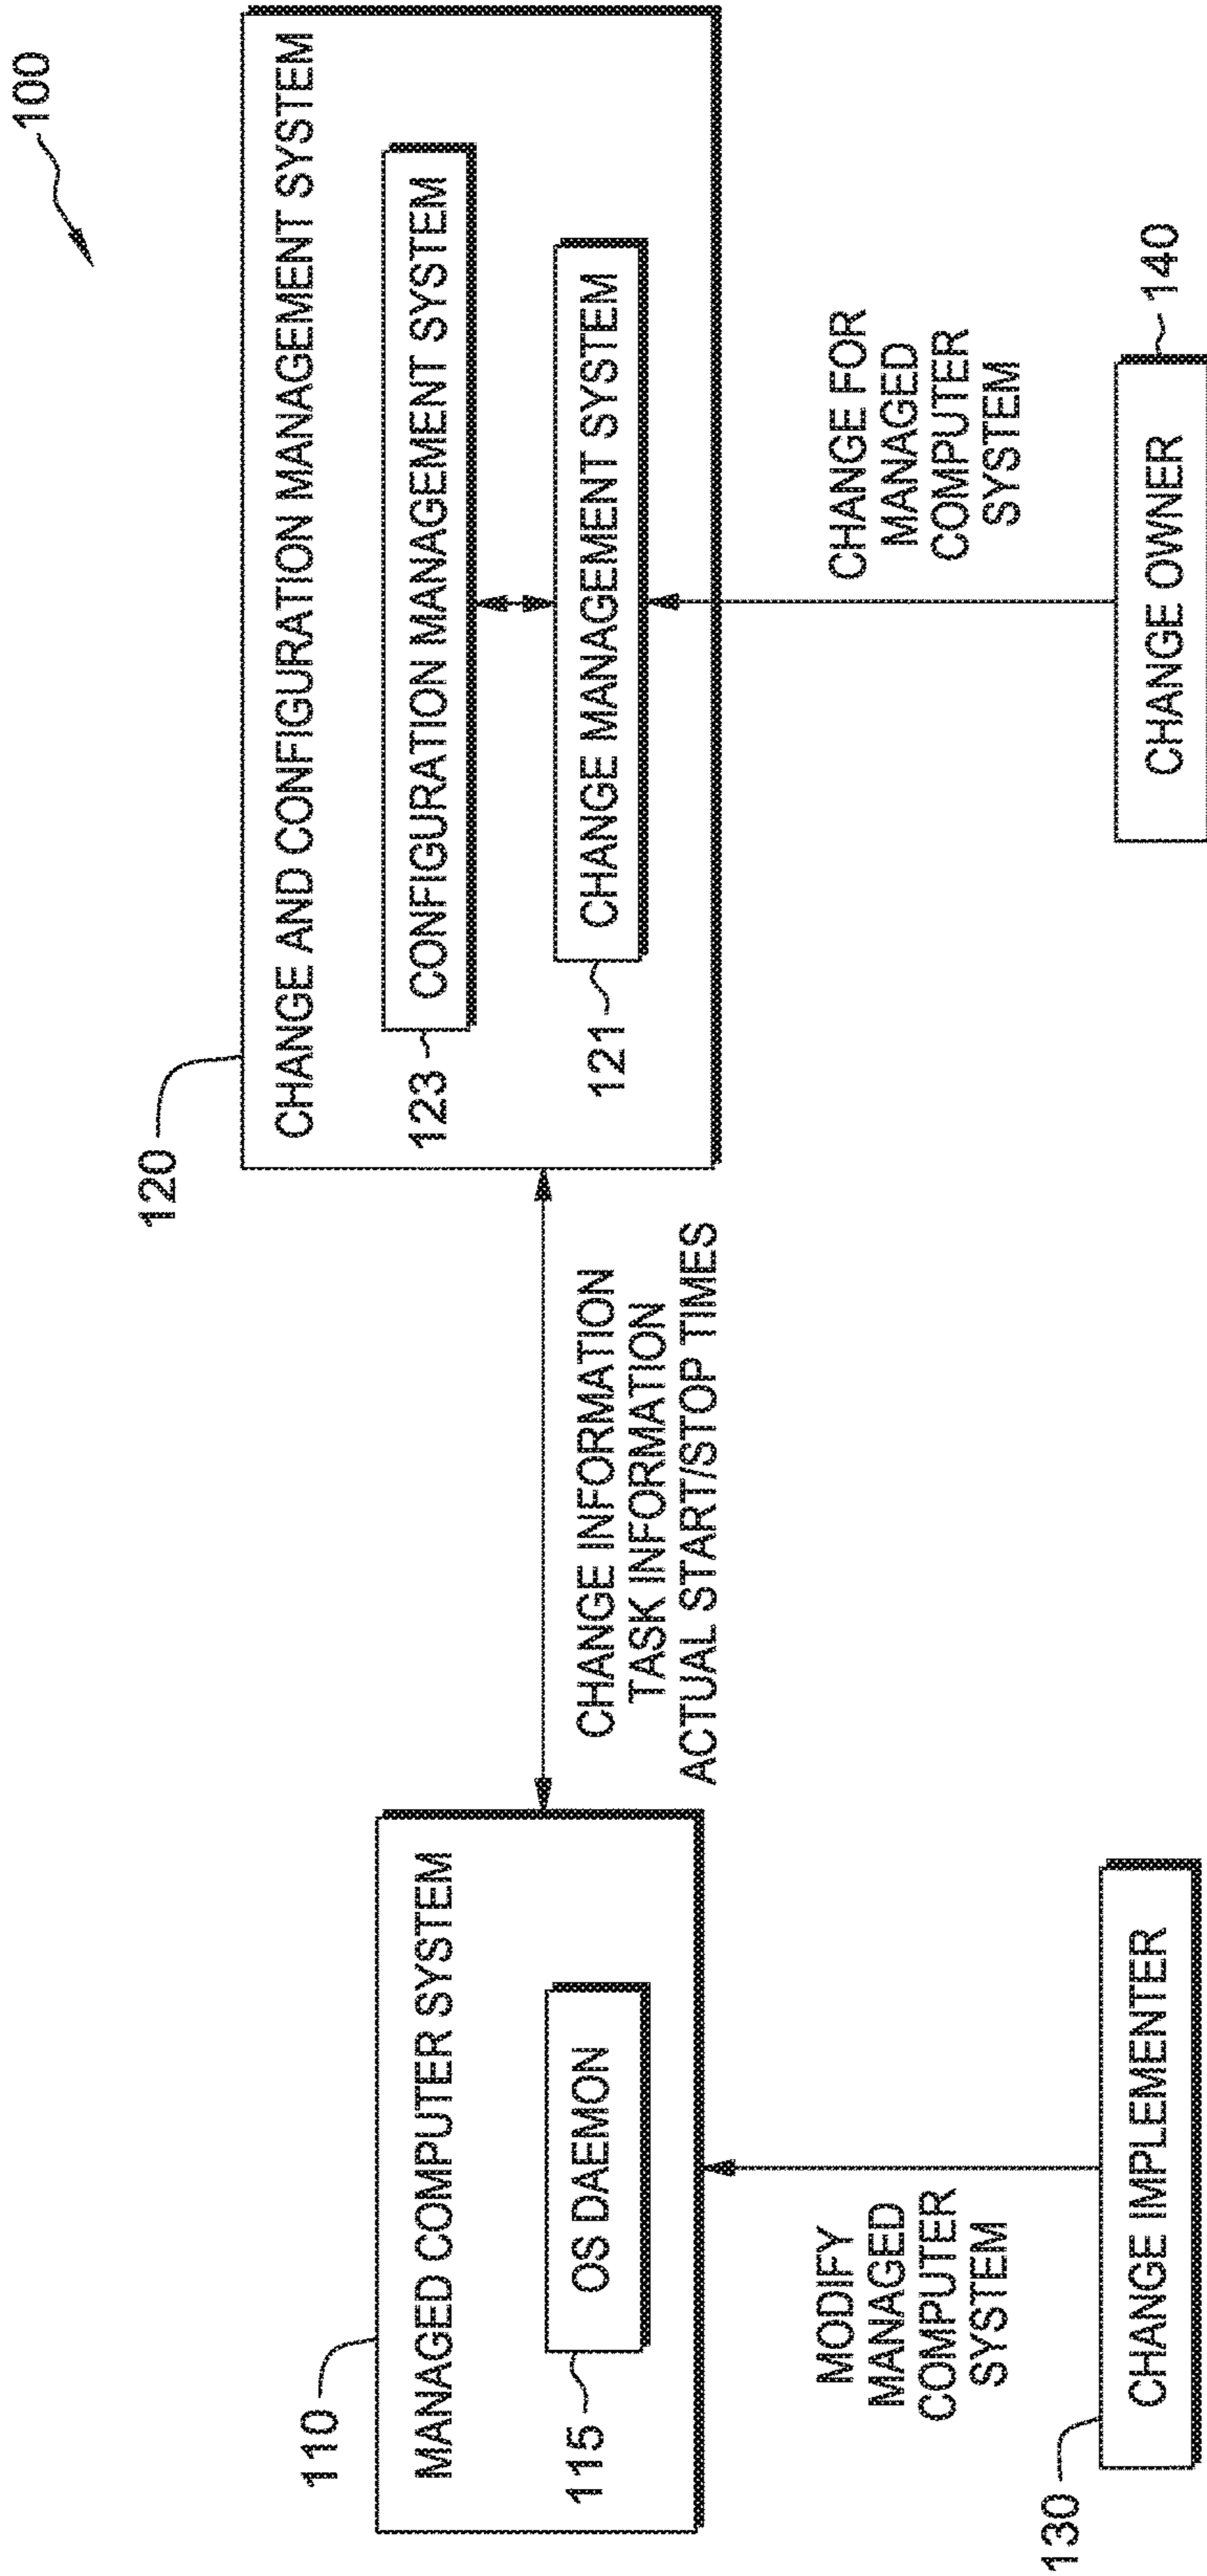 100
120
CHANGE AND CONFIGURATION MANAGEMENT SYSTEM
123
CONFIGURATION MANAGEMENT SYSTEM
121
CHANGE MANAGEMENT SYSTEM
110
MANAGED COMPUTER SYSTEM
115
OS DAEMON
CHANGE INFORMATION
TASK INFORMATION
ACTUAL START/STOP TIMES
MODIFY
MANAGED
COMPUTER
SYSTEM
CHANGE FOR
MANAGED
COMPUTER
SYSTEM
130
CHANGE IMPLEMENTER
CHANGE OWNER
140